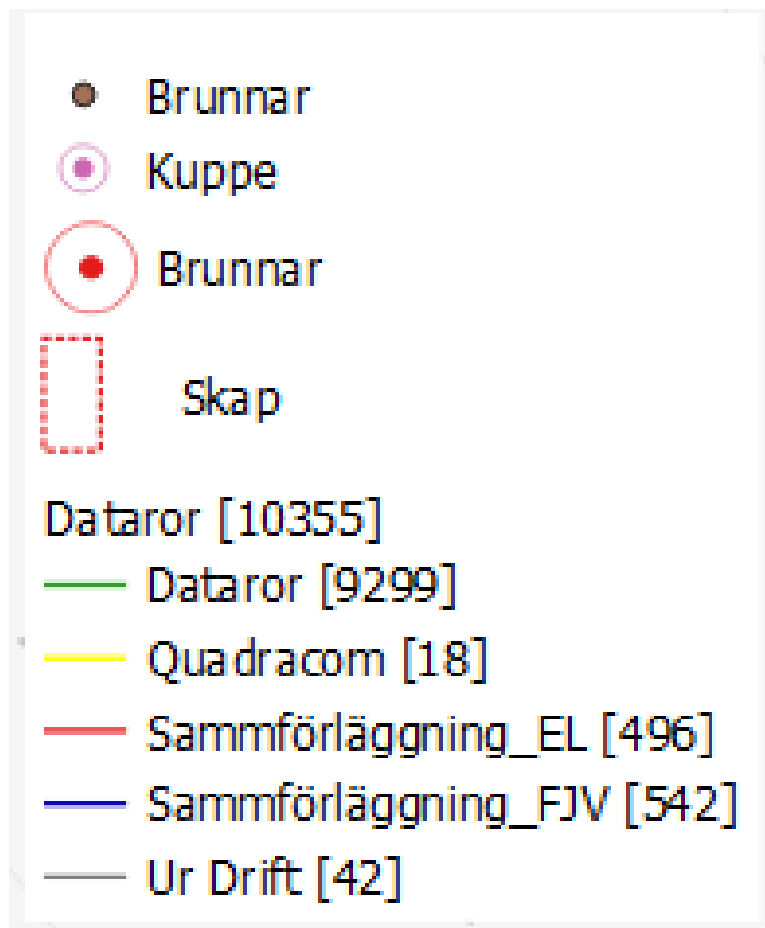 Brunnar
Kuppe
Brunnar
Skap
Dataror [10355]
Dataror [9299]
Quadracom [18]
Sammförläggning_EL [496]
Sammförläggning_FJV [542]
Ur Drift [42]